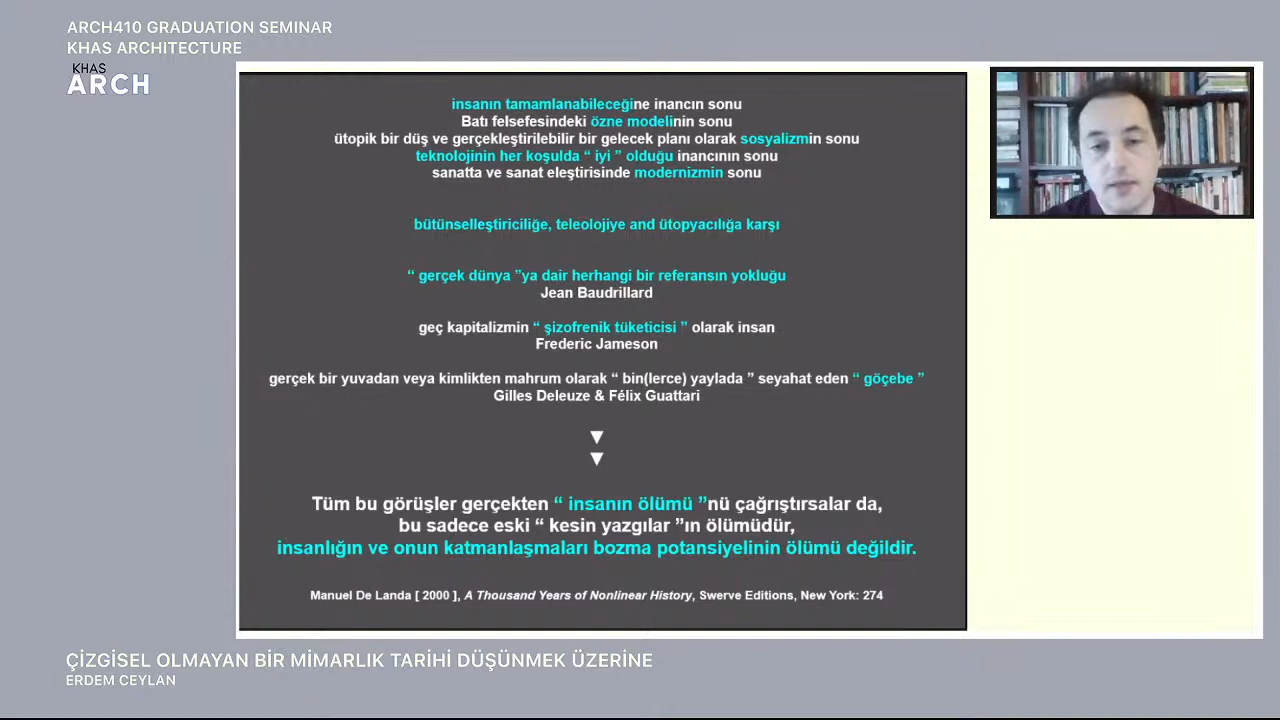 ARCH410 GRADUATION SEMINAR
KHAS ARCHITECTURE
KHAS
ARCH
insanın tamamlanabileceğine inancın sonu
Batı felsefesindeki özne modelinin sonu
ütopik bir düş ve gerçekleştirilebilir bir gelecek planı olarak sosyalizmin sonu
teknolojinin her koşulda “ iyi ” olduğu inancının sonu
sanatta ve sanat eleştirisinde modernizmin sonu
bütünselleştiriciliğe, teleolojiye and ütopyacılığa karşı
“ gerçek dünya ”ya dair herhangi bir referansın yokluğu
Jean Baudrillard
geç kapitalizmin “ şizofrenik tüketicisi ” olarak insan
Frederic Jameson
gerçek bir yuvadan veya kimlikten mahrum olarak “ bin(lerce) yaylada ” seyahat eden “ göçebe ”
Gilles Deleuze & Félix Guattari
Tüm bu görüşler gerçekten “ insanın ölümü ”nü çağrıştırsalar da,
bu sadece eski “ kesin yazgılar ”ın ölümüdür,
insanlığın ve onun katmanlaşmaları bozma potansiyelinin ölümü değildir.
Manuel De Landa [ 2000 ], A Thousand Years of Nonlinear History, Swerve Editions, New York: 274
ÇİZGİSEL OLMAYAN BİR MİMARLIK TARİHİ DÜŞÜNMEK ÜZERİNE
ERDEM CEYLAN